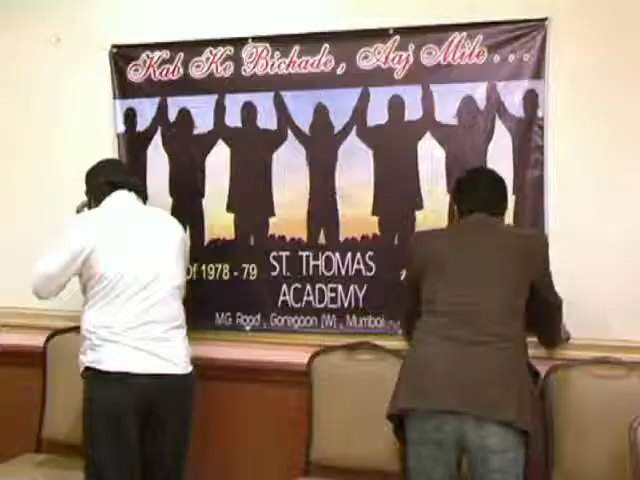 Kab Ke Bichade, Aaj Mile...
Of 1978 - 79 ST. THOMAS
ACADEMY
MG Road, Goregaon (W), Mumbai